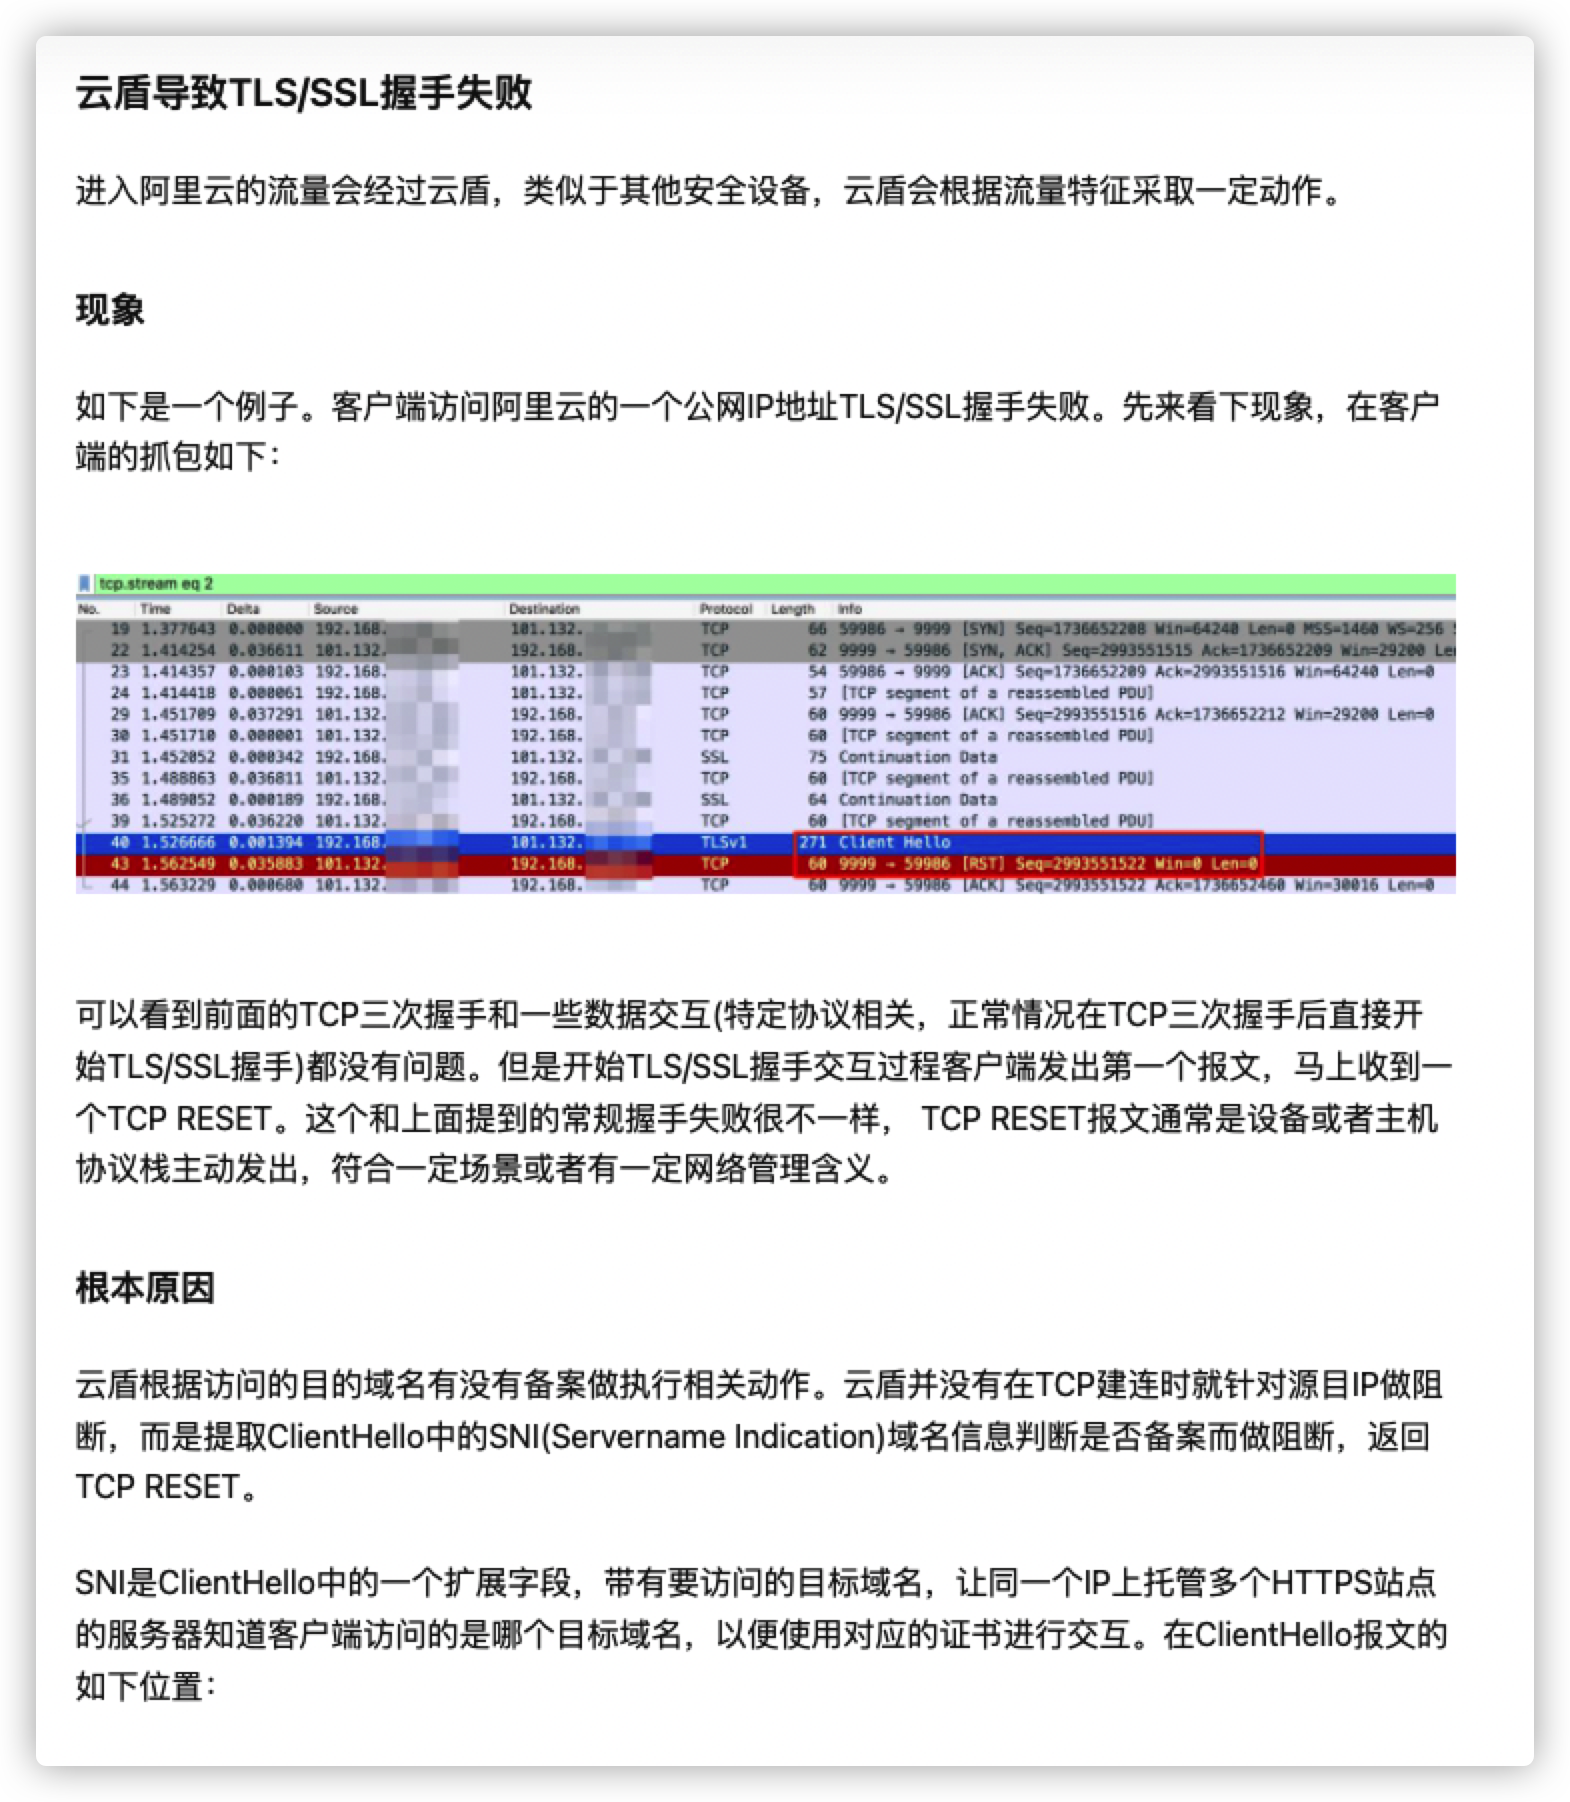 云盾导致TLS/SSL握手失败
进入阿里云的流量会经过云盾，类似于其他安全设备，云盾会根据流量特征采取一定动作。
现象
如下是一个例子。客户端访问阿里云的一个公网IP地址TLS/SSL握手失败。先来看下现象，在客户
端的抓包如下：
tcp.stream eq 2
No. Time Delta Source Destination Protocol Length Info
19 1.377643 0.000000 192.168. 101.132. TCP 66 59986 → 9999 [SYN] Seq=1736652208 Win=64240 Len=0 MSS=1460 WS=256
22 1.414254 0.036611 101.132. 192.168. TCP 62 9999 → 59986 [SYN, ACK] Seq=2993551515 Ack=1736652209 Win=29200 Le
23 1.414357 0.000103 192.168. 101.132. TCP 54 59986 → 9999 [ACK] Seq=1736652209 Ack=2993551516 Win=64240 Len=0
24 1.414418 0.000061 192.168. 101.132. TCP 57 [TCP segment of a reassembled PDU]
29 1.451709 0.037291 101.132. 192.168. TCP 60 9999 → 59986 [ACK] Seq=2993551516 Ack=1736652212 Win=29200 Len=0
30 1.451710 0.000001 101.132. 192.168. TCP 60 [TCP segment of a reassembled PDU]
31 1.452052 0.000342 192.168. 101.132. SSL 75 Continuation Data
35 1.488863 0.036811 101.132. 192.168. TCP 60 [TCP segment of a reassembled PDU]
36 1.489052 0.000189 192.168. 101.132. SSL 64 Continuation Data
39 1.525272 0.036220 101.132. 192.168. TCP 60 [TCP segment of a reassembled PDU]
40 1.526666 0.001394 192.168. 101.132. TLSv1 271 Client Hello
43 1.562549 0.035883 101.132. 192.168. TCP 60 9999 → 59986 [RST] Seq=2993551522 Win=0 Len=0
44 1.563229 0.000680 101.132. 192.168. TCP 60 9999 → 59986 [ACK] Seq=2993551522 Ack=1736652460 Win=30016 Len=0
可以看到前面的TCP三次握手和一些数据交互(特定协议相关，正常情况在TCP三次握手后直接开
始TLS/SSL握手)都没有问题。但是开始TLS/SSL握手交互过程客户端发出第一个报文，马上收到一
个TCP RESET。这个和上面提到的常规握手失败很不一样， TCP RESET报文通常是设备或者主机
协议栈主动发出，符合一定场景或者有一定网络管理含义。
根本原因
云盾根据访问的目的域名有没有备案做执行相关动作。云盾并没有在TCP建连时就针对源目IP做阻
断，而是提取ClientHello中的SNI(Servername Indication)域名信息判断是否备案而做阻断，返回
TCP RESET。
SNI是ClientHello中的一个扩展字段，带有要访问的目标域名，让同一个IP上托管多个HTTPS站点
的服务器知道客户端访问的是哪个目标域名，以便使用对应的证书进行交互。在ClientHello报文的
如下位置：